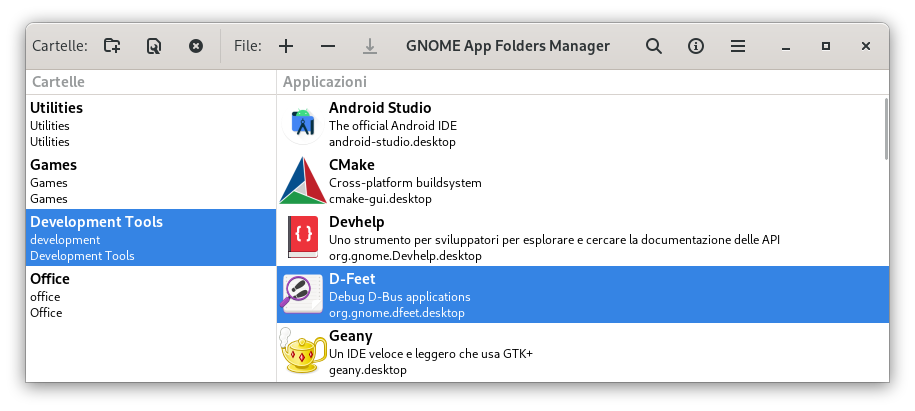 Cartelle:
File:
GNOME App Folders Manager
Cartelle
Applicazioni
Utilities
Utilities
Utilities
Games
Games
Games
Development Tools
development
Development Tools
Office
office
Office
Android Studio
The official Android IDE
android-studio.desktop
CMake
Cross-platform buildsystem
cmake-gui.desktop
Devhelp
Uno strumento per sviluppatori per esplorare e cercare la documentazione delle API
org.gnome.Devhelp.desktop
D-Feet
Debug D-Bus applications
org.gnome.dfeet.desktop
Geany
Un IDE veloce e leggero che usa GTK+
geany.desktop